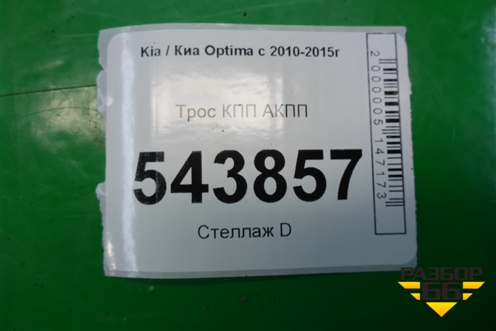 Kia / Киа Optima с 2010-2015г
Трос КПП АКПП
543857
Стеллаж D
2000005147173
РАЗБОР
66